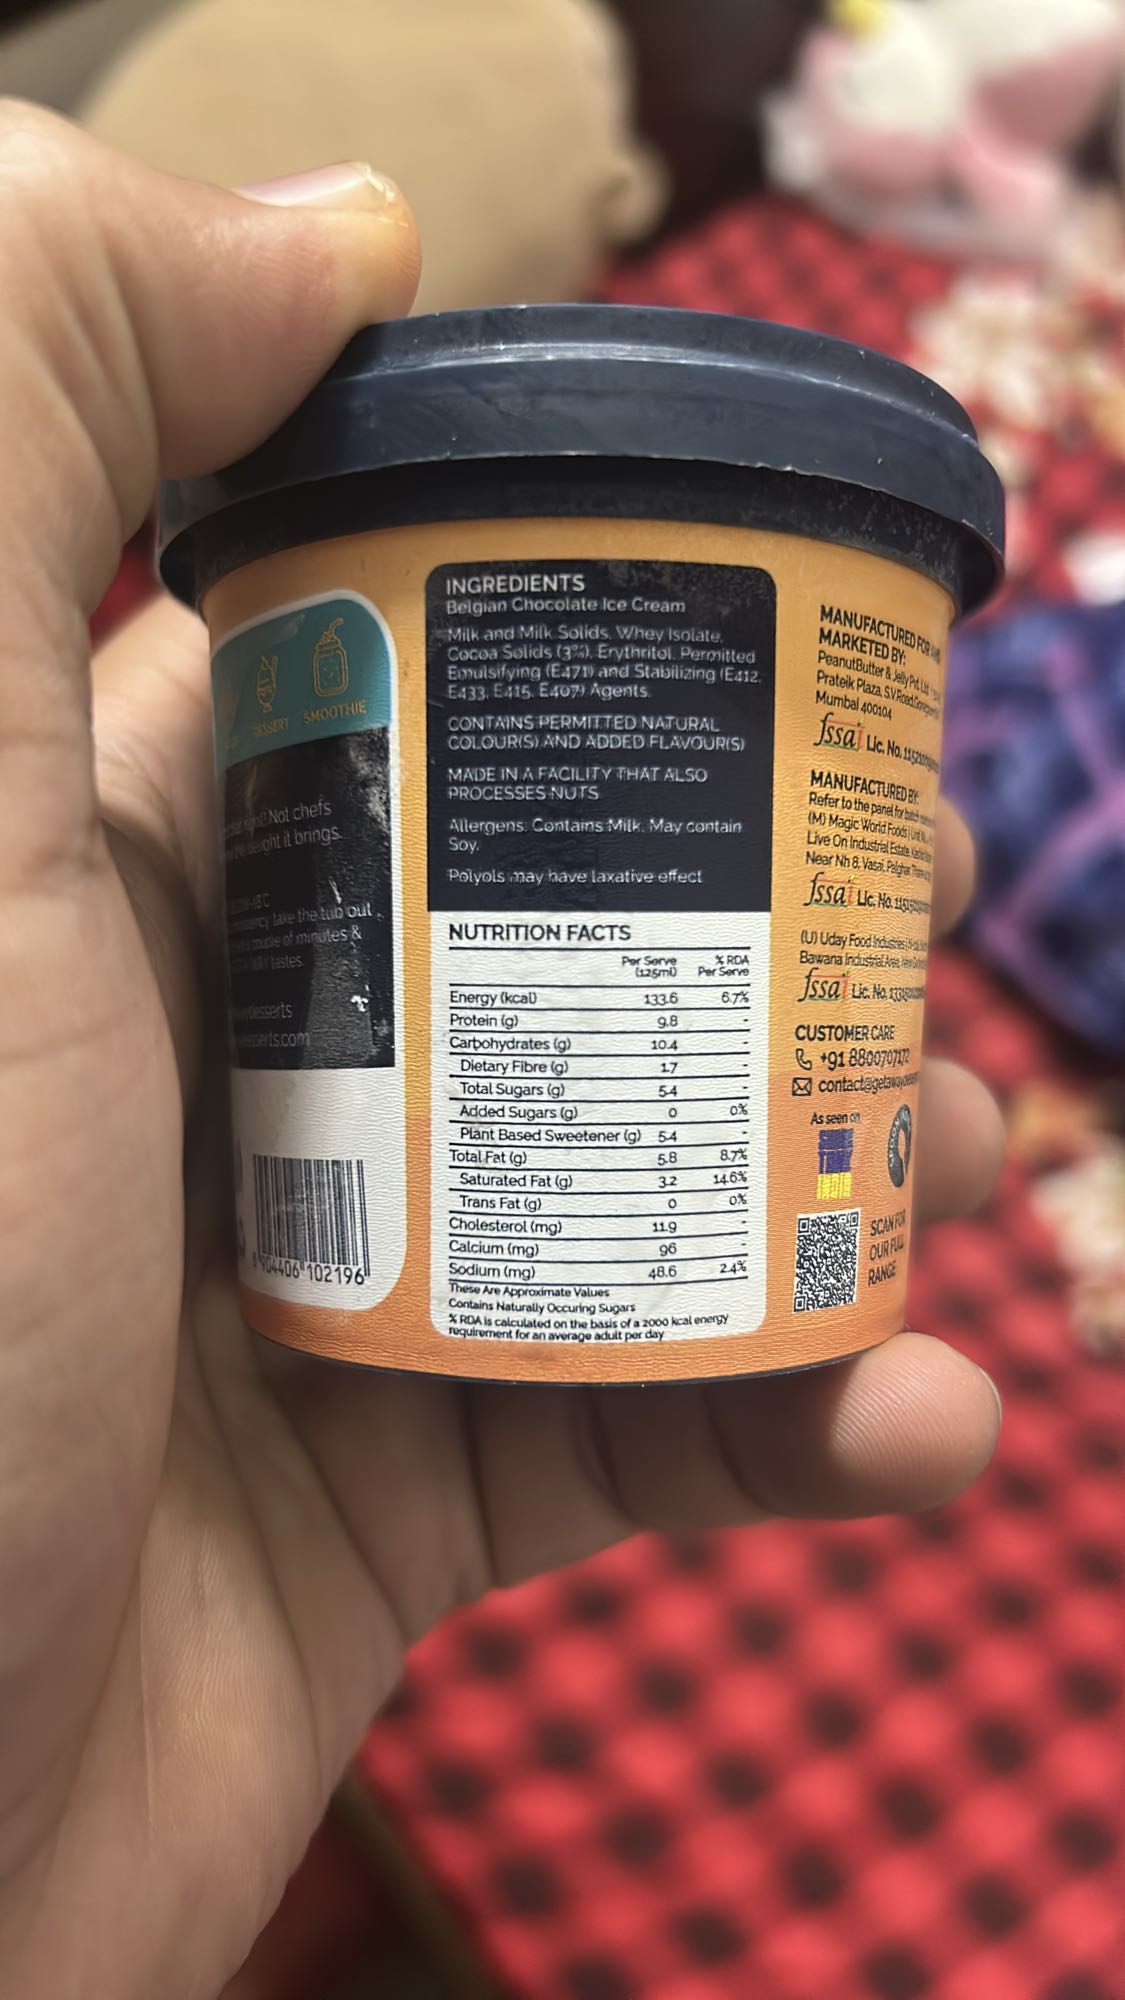 DESSERT SMOOTHIE
Not chefs
delight it brings.
take the tub out
couple of minutes &
tastes.
desserts
esserts.com
8 904406 102196
INGREDIENTS
Belgian Chocolate Ice Cream
Milk and Milk Solids, Whey Isolate,
Cocoa Solids (3%), Erythritol, Permitted
Emulsifying (E471) and Stabilizing (E412,
E433, E415, E407) Agents.
CONTAINS PERMITTED NATURAL
COLOUR(S) AND ADDED FLAVOUR(S)
MADE IN A FACILITY THAT ALSO
PROCESSES NUTS
Allergens: Contains Milk. May contain
Soy.
Polyols may have laxative effect
NUTRITION FACTS
Per Serve % RDA
(125ml) Per Serve
Energy (kcal) 133.6 6.7%
Protein (g) 9.8 -
Carbohydrates (g) 10.4 -
Dietary Fibre (g) 1.7 -
Total Sugars (g) 5.4 -
Added Sugars (g) 0 0%
Plant Based Sweetener (g) 5.4 -
Total Fat (g) 5.8 8.7%
Saturated Fat (g) 3.2 14.6%
Trans Fat (g) 0 0%
Cholesterol (mg) 11.9 -
Calcium (mg) 96 -
Sodium (mg) 48.6 2.4%
These Are Approximate Values
Contains Naturally Occuring Sugars
% RDA is calculated on the basis of a 2000 kcal energy
requirement for an average adult per day
MANUFACTURED FOR
MARKETED BY:
PeanutButter & Jelly Pvt. Ltd
Prateik Plaza, S.V Road,
Mumbai 400104
fssai Lic. No.
MANUFACTURED BY:
Refer to the panel for batch
(M) Magic World Foods | Unit
Live On Industrial Estate,
Near Nh 8, Vasai, Palghar,
fssai Lic. No.
(U) Uday Food Industries
Bawana Industrial Area,
fssai Lic. No.
CUSTOMER CARE
+91 8800707172
contact@getawaydesse
As seen on
SHARK
TANK
INDIA
SCAN FOR
OUR FULL
RANGE